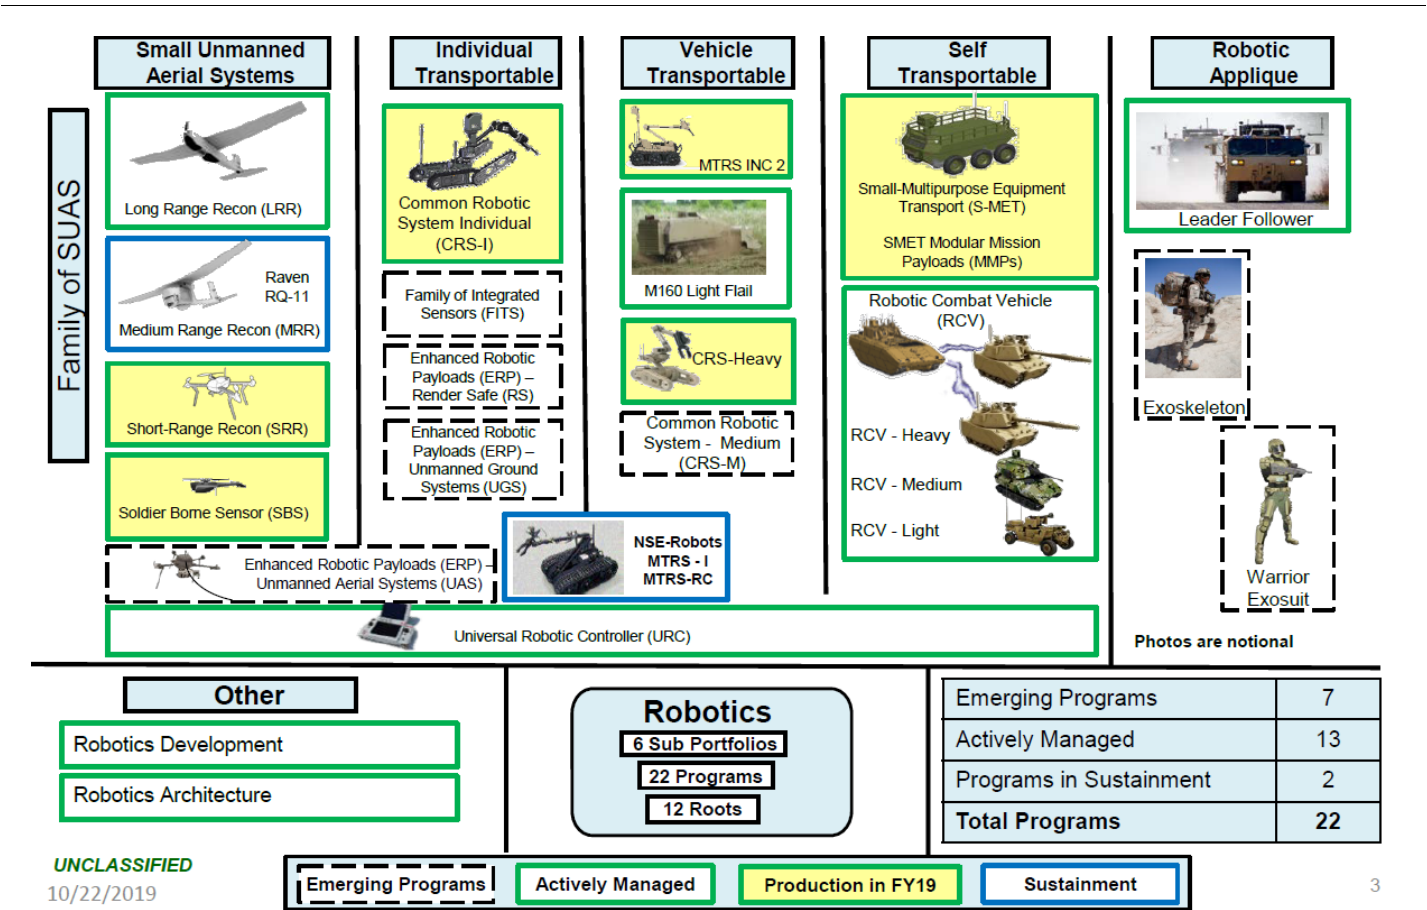 Small Unmanned
Aerial Systems
Individual
Transportable
Vehicle
Transportable
Self
Transportable
Robotic
Applique
Family of SUAS
Long Range Recon (LRR)
Raven
RQ-11
Medium Range Recon (MRR)
Short-Range Recon (SRR)
Soldier Borne Sensor (SBS)
Enhanced Robotic Payloads (ERP) –
Unmanned Aerial Systems (UAS)
Common Robotic
System Individual
(CRS-I)
Family of Integrated
Sensors (FITS)
Enhanced Robotic
Payloads (ERP) –
Render Safe (RS)
Enhanced Robotic
Payloads (ERP) –
Unmanned Ground
Systems (UGS)
NSE-Robots
MTRS - I
MTRS-RC
MTRS INC 2
M160 Light Flail
CRS-Heavy
Common Robotic
System - Medium
(CRS-M)
Small-Multipurpose Equipment
Transport (S-MET)
SMET Modular Mission
Payloads (MMPs)
Robotic Combat Vehicle
(RCV)
RCV - Heavy
RCV - Medium
RCV - Light
Leader Follower
Exoskeleton
Warrior
Exosuit
Universal Robotic Controller (URC)
Photos are notional
Other
Robotics Development
Robotics Architecture
Robotics
6 Sub Portfolios
22 Programs
12 Roots
Emerging Programs 7
Actively Managed 13
Programs in Sustainment 2
Total Programs 22
UNCLASSIFIED
10/22/2019
Emerging Programs
Actively Managed
Production in FY19
Sustainment
3